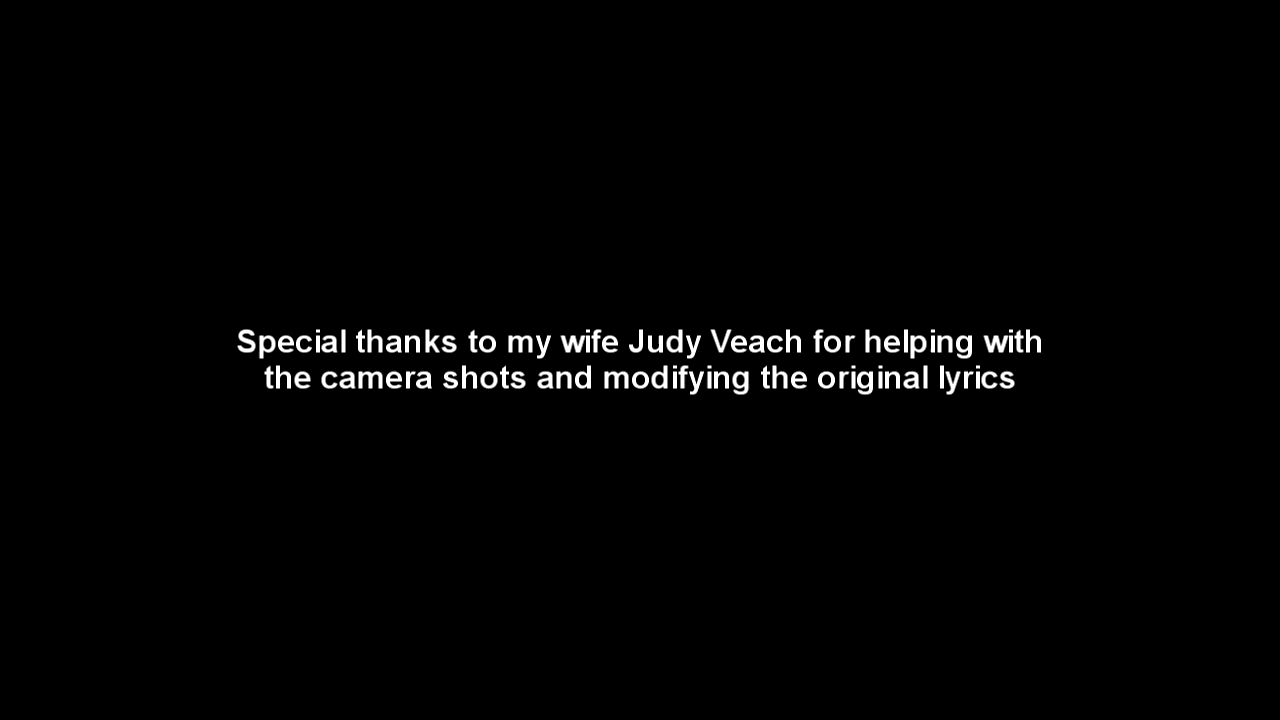 Special thanks to my wife Judy Veach for helping with
the camera shots and modifying the original lyrics